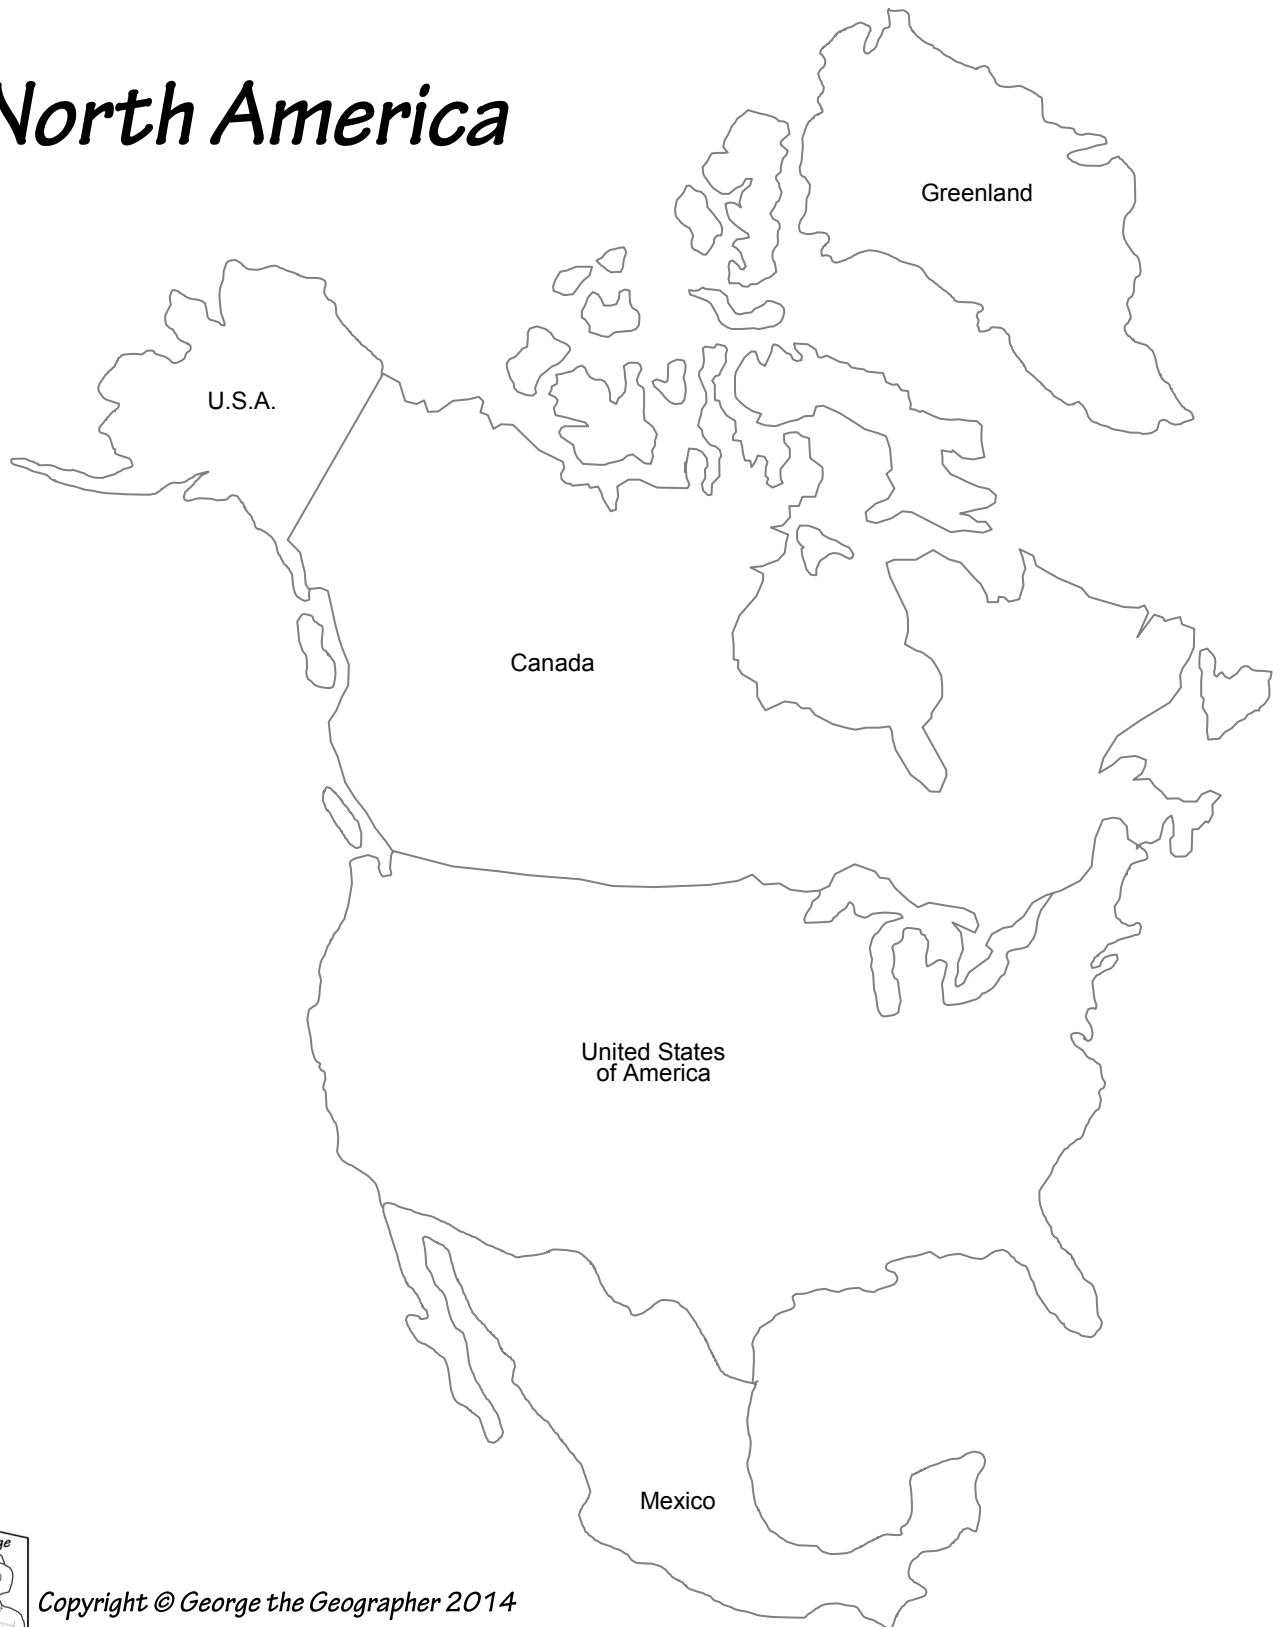 North America
Greenland
U.S.A.
Canada
United States
of America
Mexico
Copyright © George the Geographer 2014